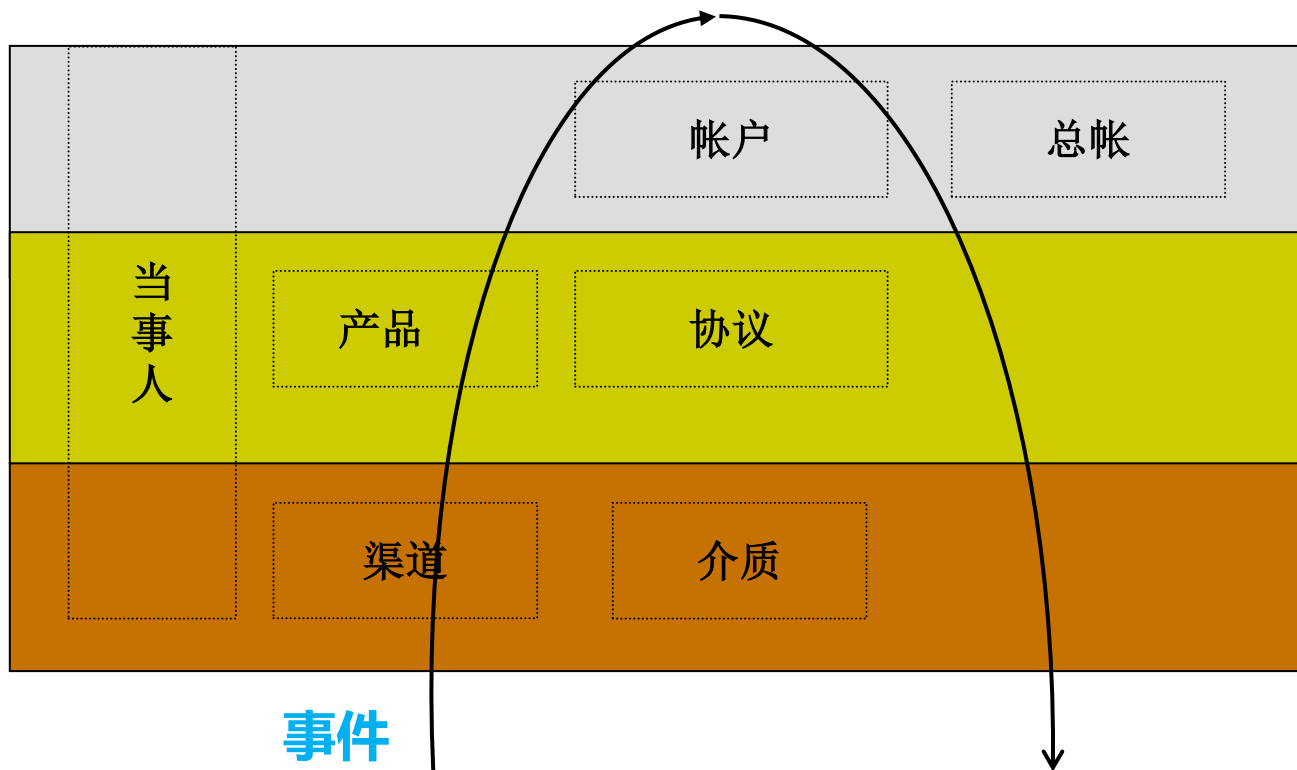 帐户
总帐
当
事
人
产品
协议
渠道
介质
事件